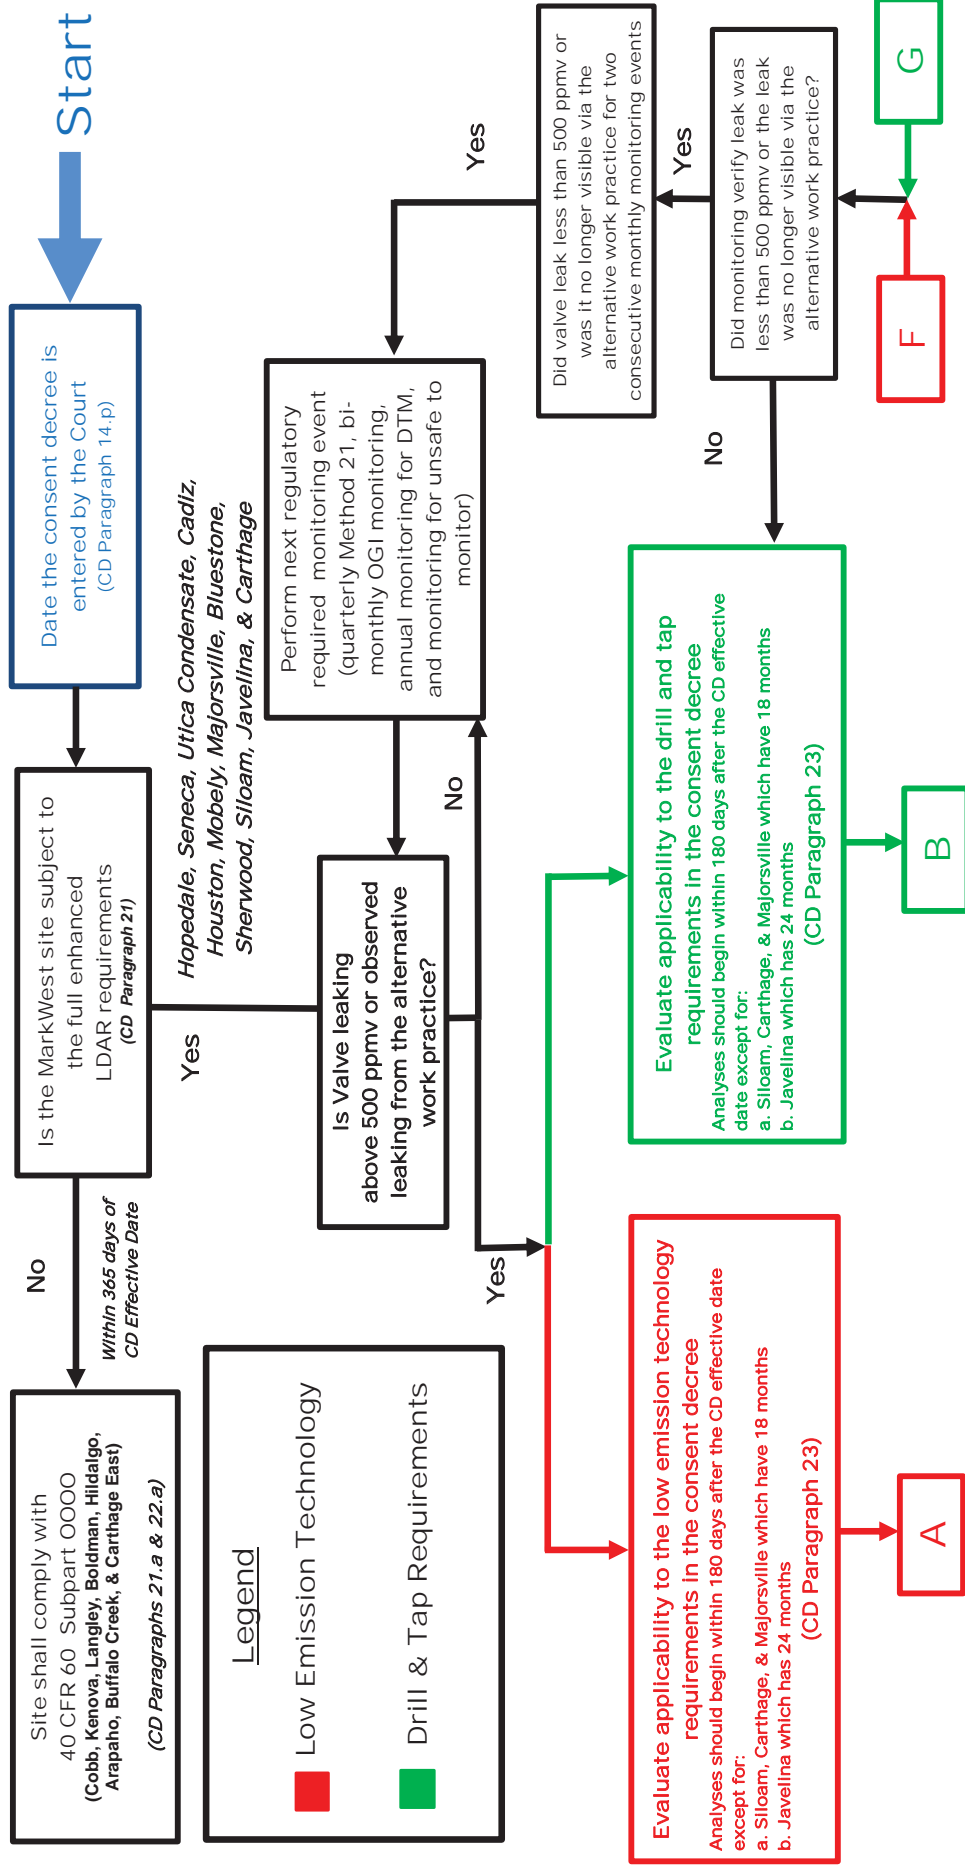 Start
Date the consent decree is
entered by the Court
(CD Paragraph 14.p)
Is the MarkWest site subject to
the full enhanced
LDAR requirements
(CD Paragraph 21)
No
Within 365 days of
CD Effective Date
Site shall comply with
40 CFR 60 Subpart OOOO
(Cobb, Kenova, Langley, Boldman, Hildalgo,
Arapaho, Buffalo Creek, & Carthage East)
(CD Paragraphs 21.a & 22.a)
Yes
Hopedale, Seneca, Utica Condensate, Cadiz,
Houston, Mobely, Majorsville, Bluestone,
Sherwood, Siloam, Javelina, & Carthage
Is Valve leaking
above 500 ppmv or observed
leaking from the alternative
work practice?
No
Perform next regulatory
required monitoring event
(quarterly Method 21, bi-
monthly OGI monitoring,
annual monitoring for DTM,
and monitoring for unsafe to
monitor)
Yes
Did valve leak less than 500 ppmv or
was it no longer visible via the
alternative work practice for two
consecutive monthly monitoring events
Yes
Did monitoring verify leak was
less than 500 ppmv or the leak
was no longer visible via the
alternative work practice?
No
F
G
Yes
Legend
Low Emission Technology
Drill & Tap Requirements
Evaluate applicability to the low emission technology
requirements in the consent decree
Analyses should begin within 180 days after the CD effective date
except for:
a. Siloam, Carthage, & Majorsville which have 18 months
b. Javelina which has 24 months
(CD Paragraph 23)
A
Evaluate applicability to the drill and tap
requirements in the consent decree
Analyses should begin within 180 days after the CD effective
date except for:
a. Siloam, Carthage, & Majorsville which have 18 months
b. Javelina which has 24 months
(CD Paragraph 23)
B